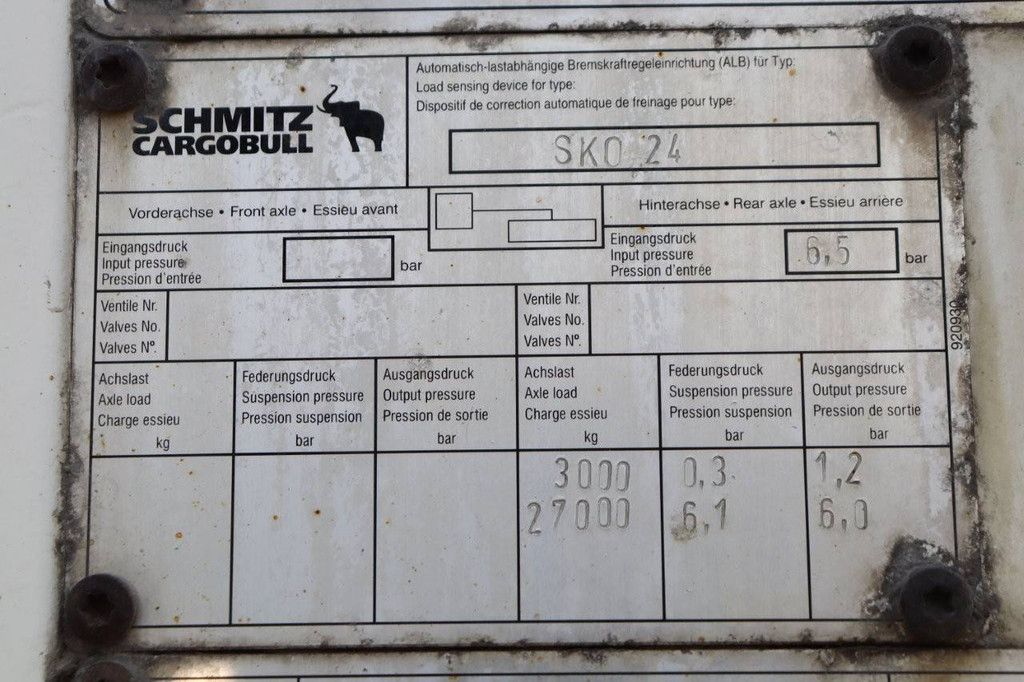 SCHMITZ
CARGOBULL
Automatisch-lastabhängige Bremskraftregeleinrichtung (ALB) für Typ:
Load sensing device for type:
Dispositif de correction automatique de freinage pour type:
SKO 24
Vorderachse • Front axle • Essieu avant
Hinterachse • Rear axle • Essieu arrière
Eingangsdruck
Input pressure
Pression d'entrée
bar
Eingangsdruck
Input pressure
Pression d'entrée
6,5 bar
Ventile Nr.
Valves No.
Valves N°.
Ventile Nr.
Valves No.
Valves N°.
920930
Achslast
Axle load
Charge essieu
kg
Federungsdruck
Suspension pressure
Pression suspension
bar
Ausgangsdruck
Output pressure
Pression de sortie
bar
Achslast
Axle load
Charge essieu
kg
Federungsdruck
Suspension pressure
Pression suspension
bar
Ausgangsdruck
Output pressure
Pression de sortie
bar
3000 0,3 1,2
27000 6,1 6,0